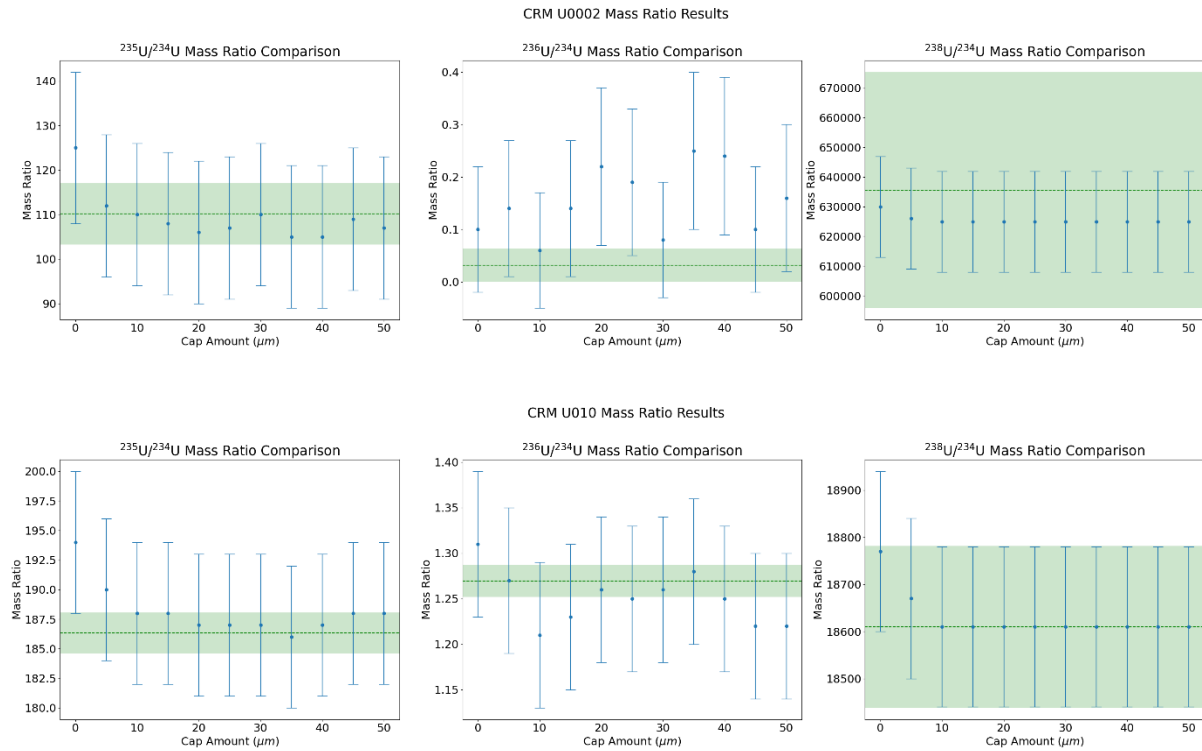 CRM U0002 Mass Ratio Results
²³⁵U/²³⁴U Mass Ratio Comparison
²³⁶U/²³⁴U Mass Ratio Comparison
²³⁸U/²³⁴U Mass Ratio Comparison
Mass Ratio
140
130
120
110
100
90
0 10 20 30 40 50
Cap Amount (μm)
Mass Ratio
0.4
0.3
0.2
0.1
0.0
0 10 20 30 40 50
Cap Amount (μm)
Mass Ratio
670000
660000
650000
640000
630000
620000
610000
600000
0 10 20 30 40 50
Cap Amount (μm)
CRM U010 Mass Ratio Results
²³⁵U/²³⁴U Mass Ratio Comparison
²³⁶U/²³⁴U Mass Ratio Comparison
²³⁸U/²³⁴U Mass Ratio Comparison
Mass Ratio
200.0
197.5
195.0
192.5
190.0
187.5
185.0
182.5
180.0
0 10 20 30 40 50
Cap Amount (μm)
Mass Ratio
1.40
1.35
1.30
1.25
1.20
1.15
0 10 20 30 40 50
Cap Amount (μm)
Mass Ratio
18900
18800
18700
18600
18500
0 10 20 30 40 50
Cap Amount (μm)